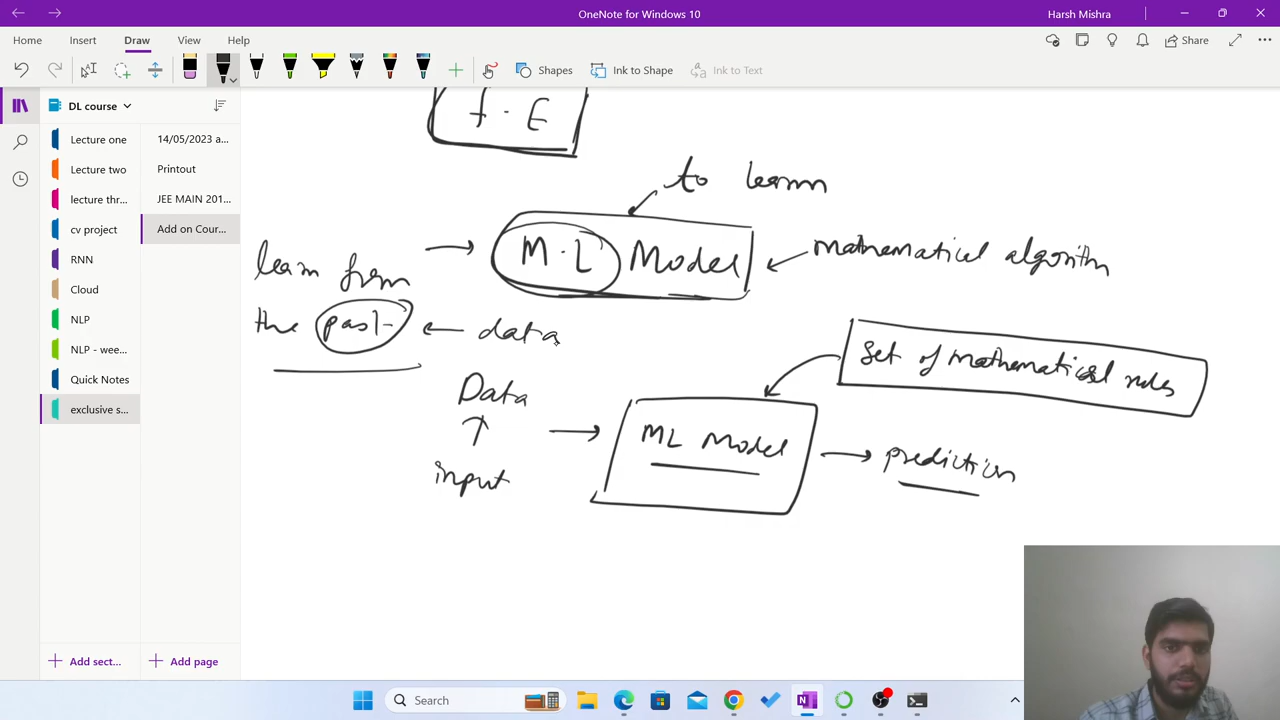 OneNote for Windows 10
Harsh Mishra
Home Insert Draw View Help
Share
Shapes
Ink to Shape
Ink to Text
DL course
Lecture one
Lecture two
lecture thr...
cv project
RNN
Cloud
NLP
NLP - wee...
Quick Notes
exclusive s...
Add sect...
14/05/2023 a...
Printout
JEE MAIN 201...
Add on Cour...
Add page
f . E
to learn
M.L Model
mathematical algorithm
learn from
the past
data
set of mathematical rules
Data
input
ML Model
prediction
Search